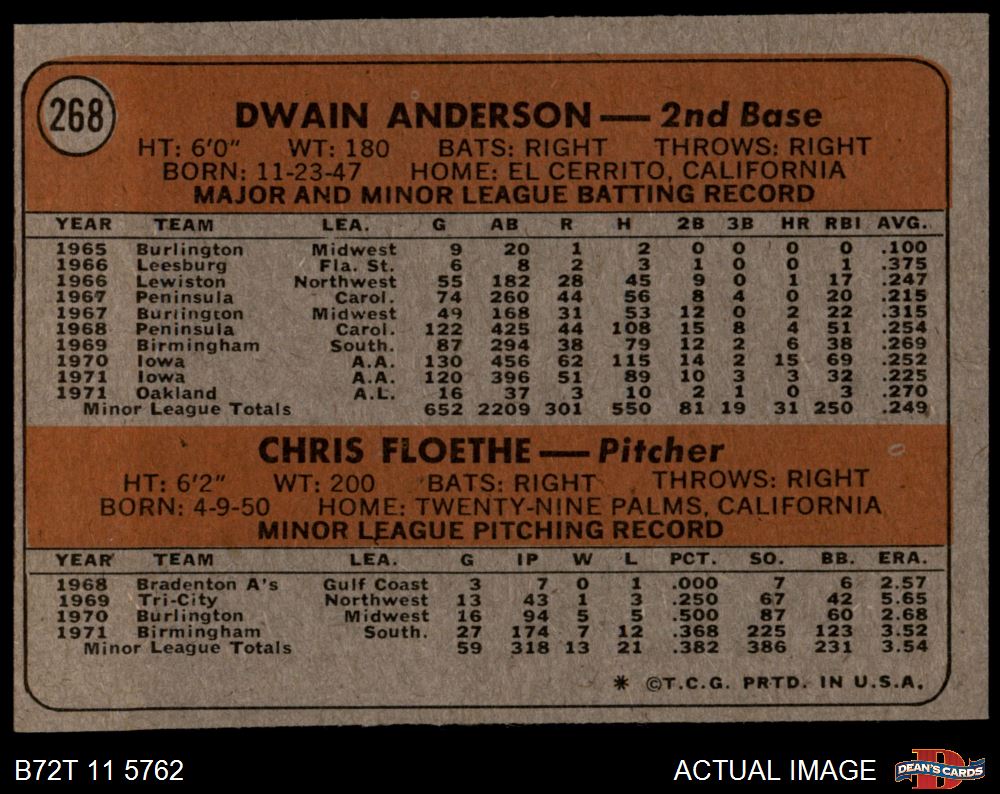 268
DWAIN ANDERSON — 2nd Base
HT: 6'0" WT: 180 BATS: RIGHT THROWS: RIGHT
BORN: 11-23-47 HOME: EL CERRITO, CALIFORNIA
MAJOR AND MINOR LEAGUE BATTING RECORD
YEAR TEAM LEA. G AB R H 2B 3B HR RBI AVG.
1965 Burlington Midwest 9 20 1 2 0 0 0 0 .100
1966 Leesburg Fla. St. 6 8 2 3 1 0 0 1 .375
1966 Lewiston Northwest 55 182 28 45 9 0 1 17 .247
1967 Peninsula Carol. 74 260 44 56 8 4 0 20 .215
1967 Burlington Midwest 49 168 31 53 12 0 2 22 .315
1968 Peninsula Carol. 122 425 44 108 15 8 4 51 .254
1969 Birmingham South. 87 294 38 79 12 2 6 38 .269
1970 Iowa A.A. 130 456 62 115 14 2 15 69 .252
1971 Iowa A.A. 120 396 51 89 10 3 3 32 .225
1971 Oakland A.L. 16 37 3 10 2 1 0 3 .270
Minor League Totals 652 2209 301 550 81 19 31 250 .249
CHRIS FLOETHE — Pitcher
HT: 6'2" WT: 200 BATS: RIGHT THROWS: RIGHT
BORN: 4-9-50 HOME: TWENTY-NINE PALMS, CALIFORNIA
MINOR LEAGUE PITCHING RECORD
YEAR TEAM LEA. G IP W L PCT. SO. BB. ERA.
1968 Bradenton A's Gulf Coast 3 7 0 1 .000 7 6 2.57
1969 Tri-City Northwest 13 43 1 3 .250 67 42 5.65
1970 Burlington Midwest 16 94 5 5 .500 87 60 2.68
1971 Birmingham South. 27 174 7 12 .368 225 123 3.52
Minor League Totals 59 318 13 21 .382 386 231 3.54
* ©T.C.G. PRTD. IN U.S.A.
B72T 11 5762 ACTUAL IMAGE DEAN'S CARDS